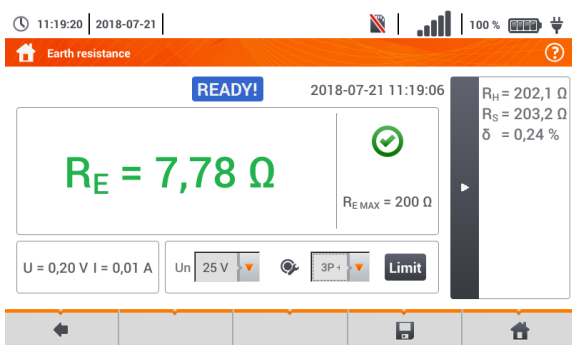 11:19:20 2018-07-21 100 %
Earth resistance ?
READY! 2018-07-21 11:19:06
RE = 7,78 Ω
RE MAX = 200 Ω
RH = 202,1 Ω
RS = 203,2 Ω
δ = 0,24 %
U = 0,20 V I = 0,01 A
Un 25 V 3P+ Limit